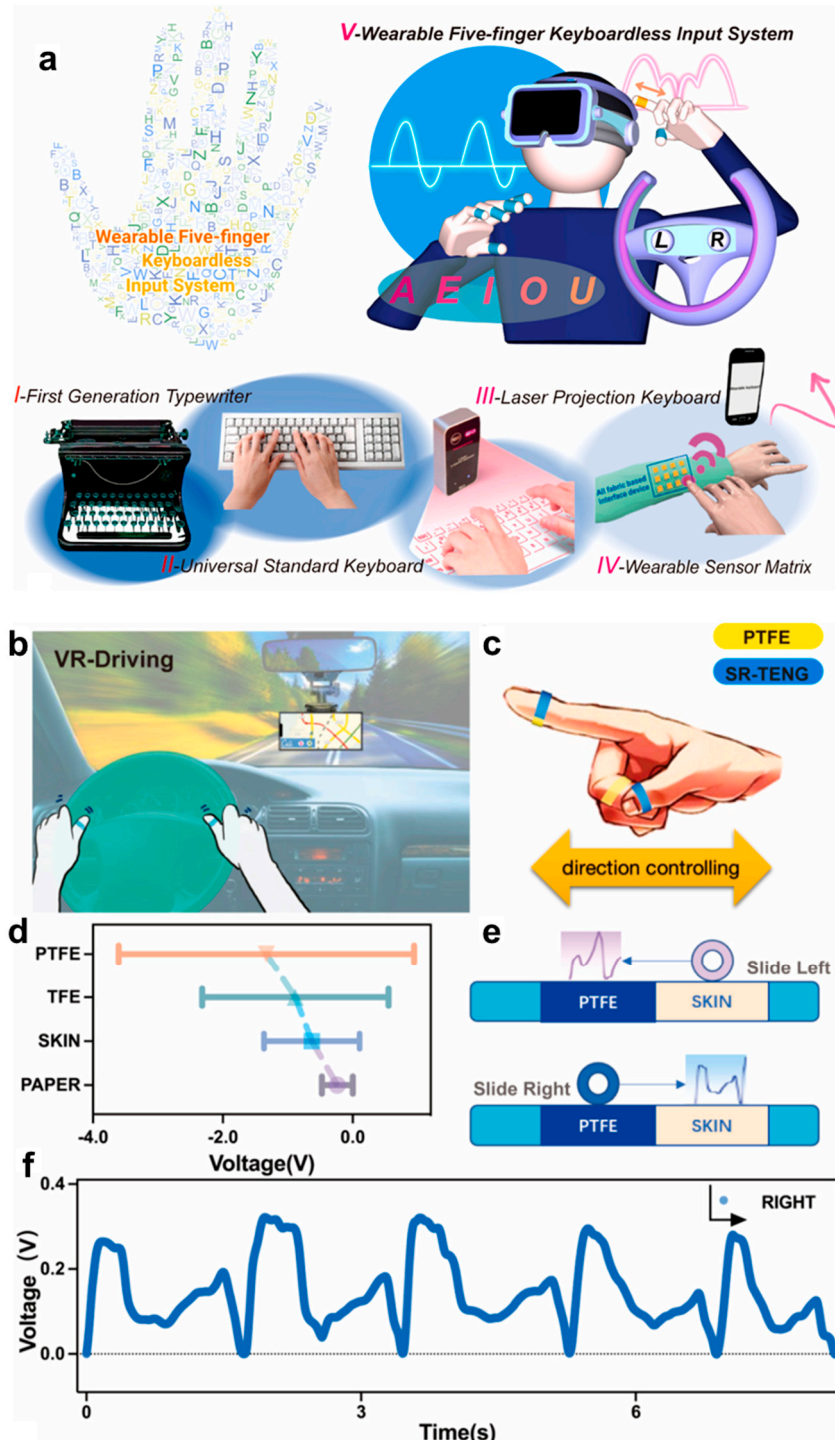 a
V-Wearable Five-finger Keyboardless Input System
Wearable Five-finger
Keyboardless
Input System
L
R
A E I O U
I-First Generation Typewriter
III-Laser Projection Keyboard
All fabric based
interface device
II-Universal Standard Keyboard
IV-Wearable Sensor Matrix
b
VR-Driving
c
PTFE
SR-TENG
direction controlling
d
PTFE
TFE
SKIN
PAPER
-4.0
-2.0
0.0
Voltage(V)
e
Slide Left
PTFE
SKIN
Slide Right
PTFE
SKIN
f
0.4
0.2
0.0
Voltage (V)
RIGHT
0
3
6
Time(s)